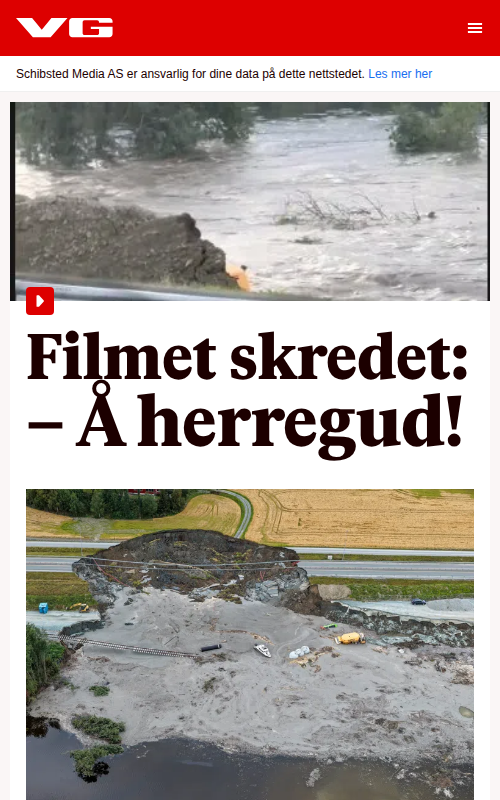 VG
Schibsted Media AS er ansvarlig for dine data på dette nettstedet. Les mer her
Filmet skredet:
– Å herregud!